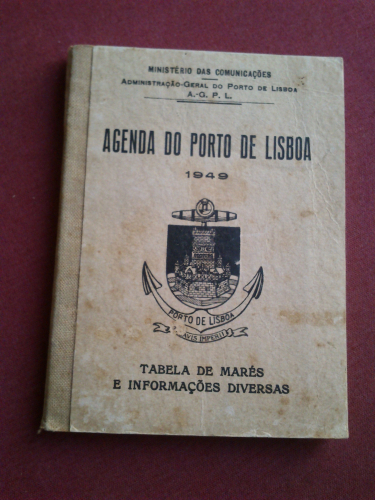 MINISTÉRIO DAS COMUNICAÇÕES
ADMINISTRAÇÃO-GERAL DO PORTO DE LISBOA
A.-G. P. L.
AGENDA DO PORTO DE LISBOA
1949
PORTO DE LISBOA
TABELA DE MARÉS
E INFORMAÇÕES DIVERSAS